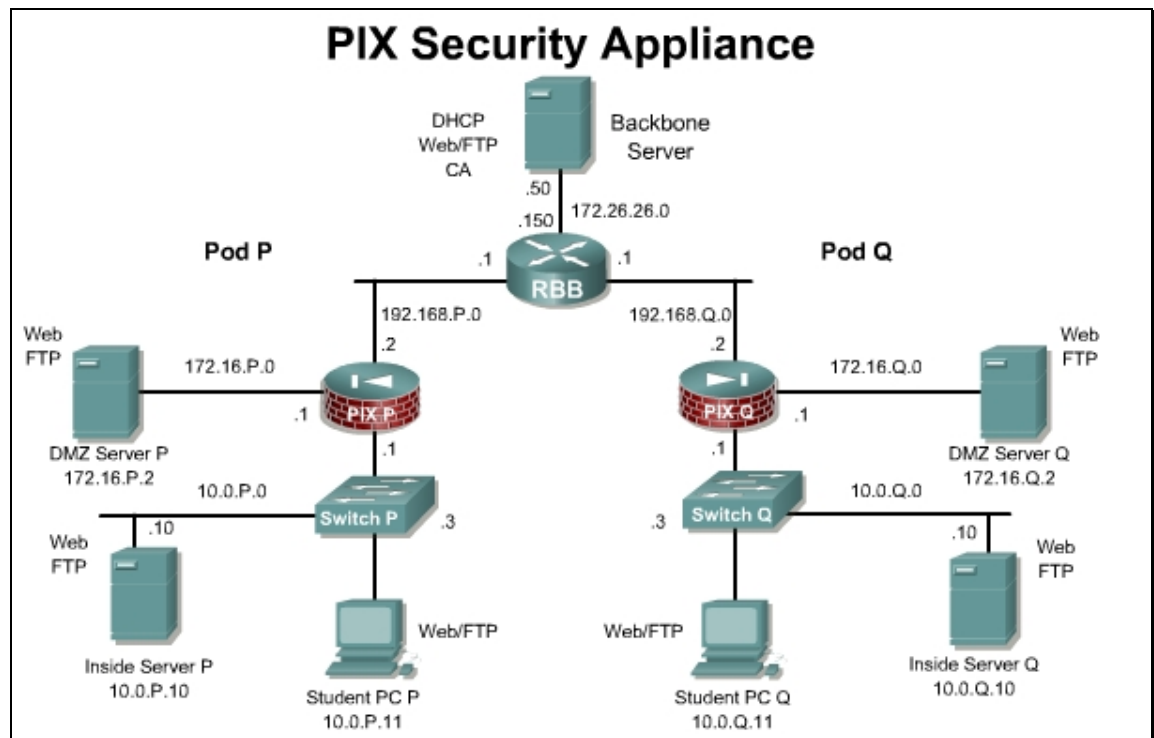 PIX Security Appliance
DHCP
Web/FTP
CA
Backbone
Server
.50
.150
172.26.26.0
Pod P
Pod Q
.1
.1
RBB
192.168.P.0
192.168.Q.0
Web
FTP
.2
.2
Web
FTP
172.16.P.0
172.16.Q.0
PIX P
PIX Q
.1
.1
DMZ Server P
172.16.P.2
.1
.1
DMZ Server Q
172.16.Q.2
10.0.P.0
10.0.Q.0
Switch P
.3
.3
Switch Q
.10
.10
Web
FTP
Web
FTP
Web/FTP
Web/FTP
Inside Server P
10.0.P.10
Student PC P
10.0.P.11
Student PC Q
10.0.Q.11
Inside Server Q
10.0.Q.10